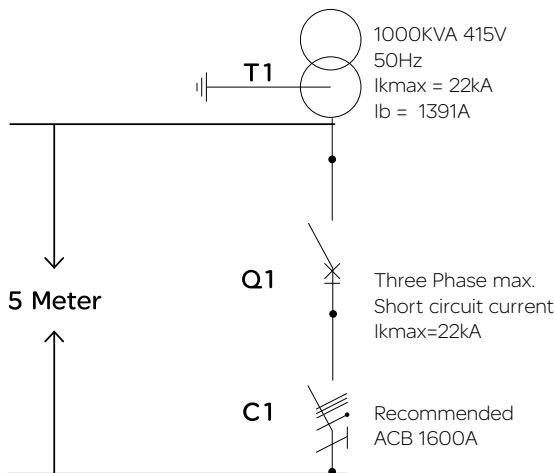 1000KVA 415V
50Hz
T1
Ikmax = 22kA
Ib = 1391A
Q1
Three Phase max.
Short circuit current
Ikmax=22kA
5 Meter
C1
Recommended
ACB 1600A